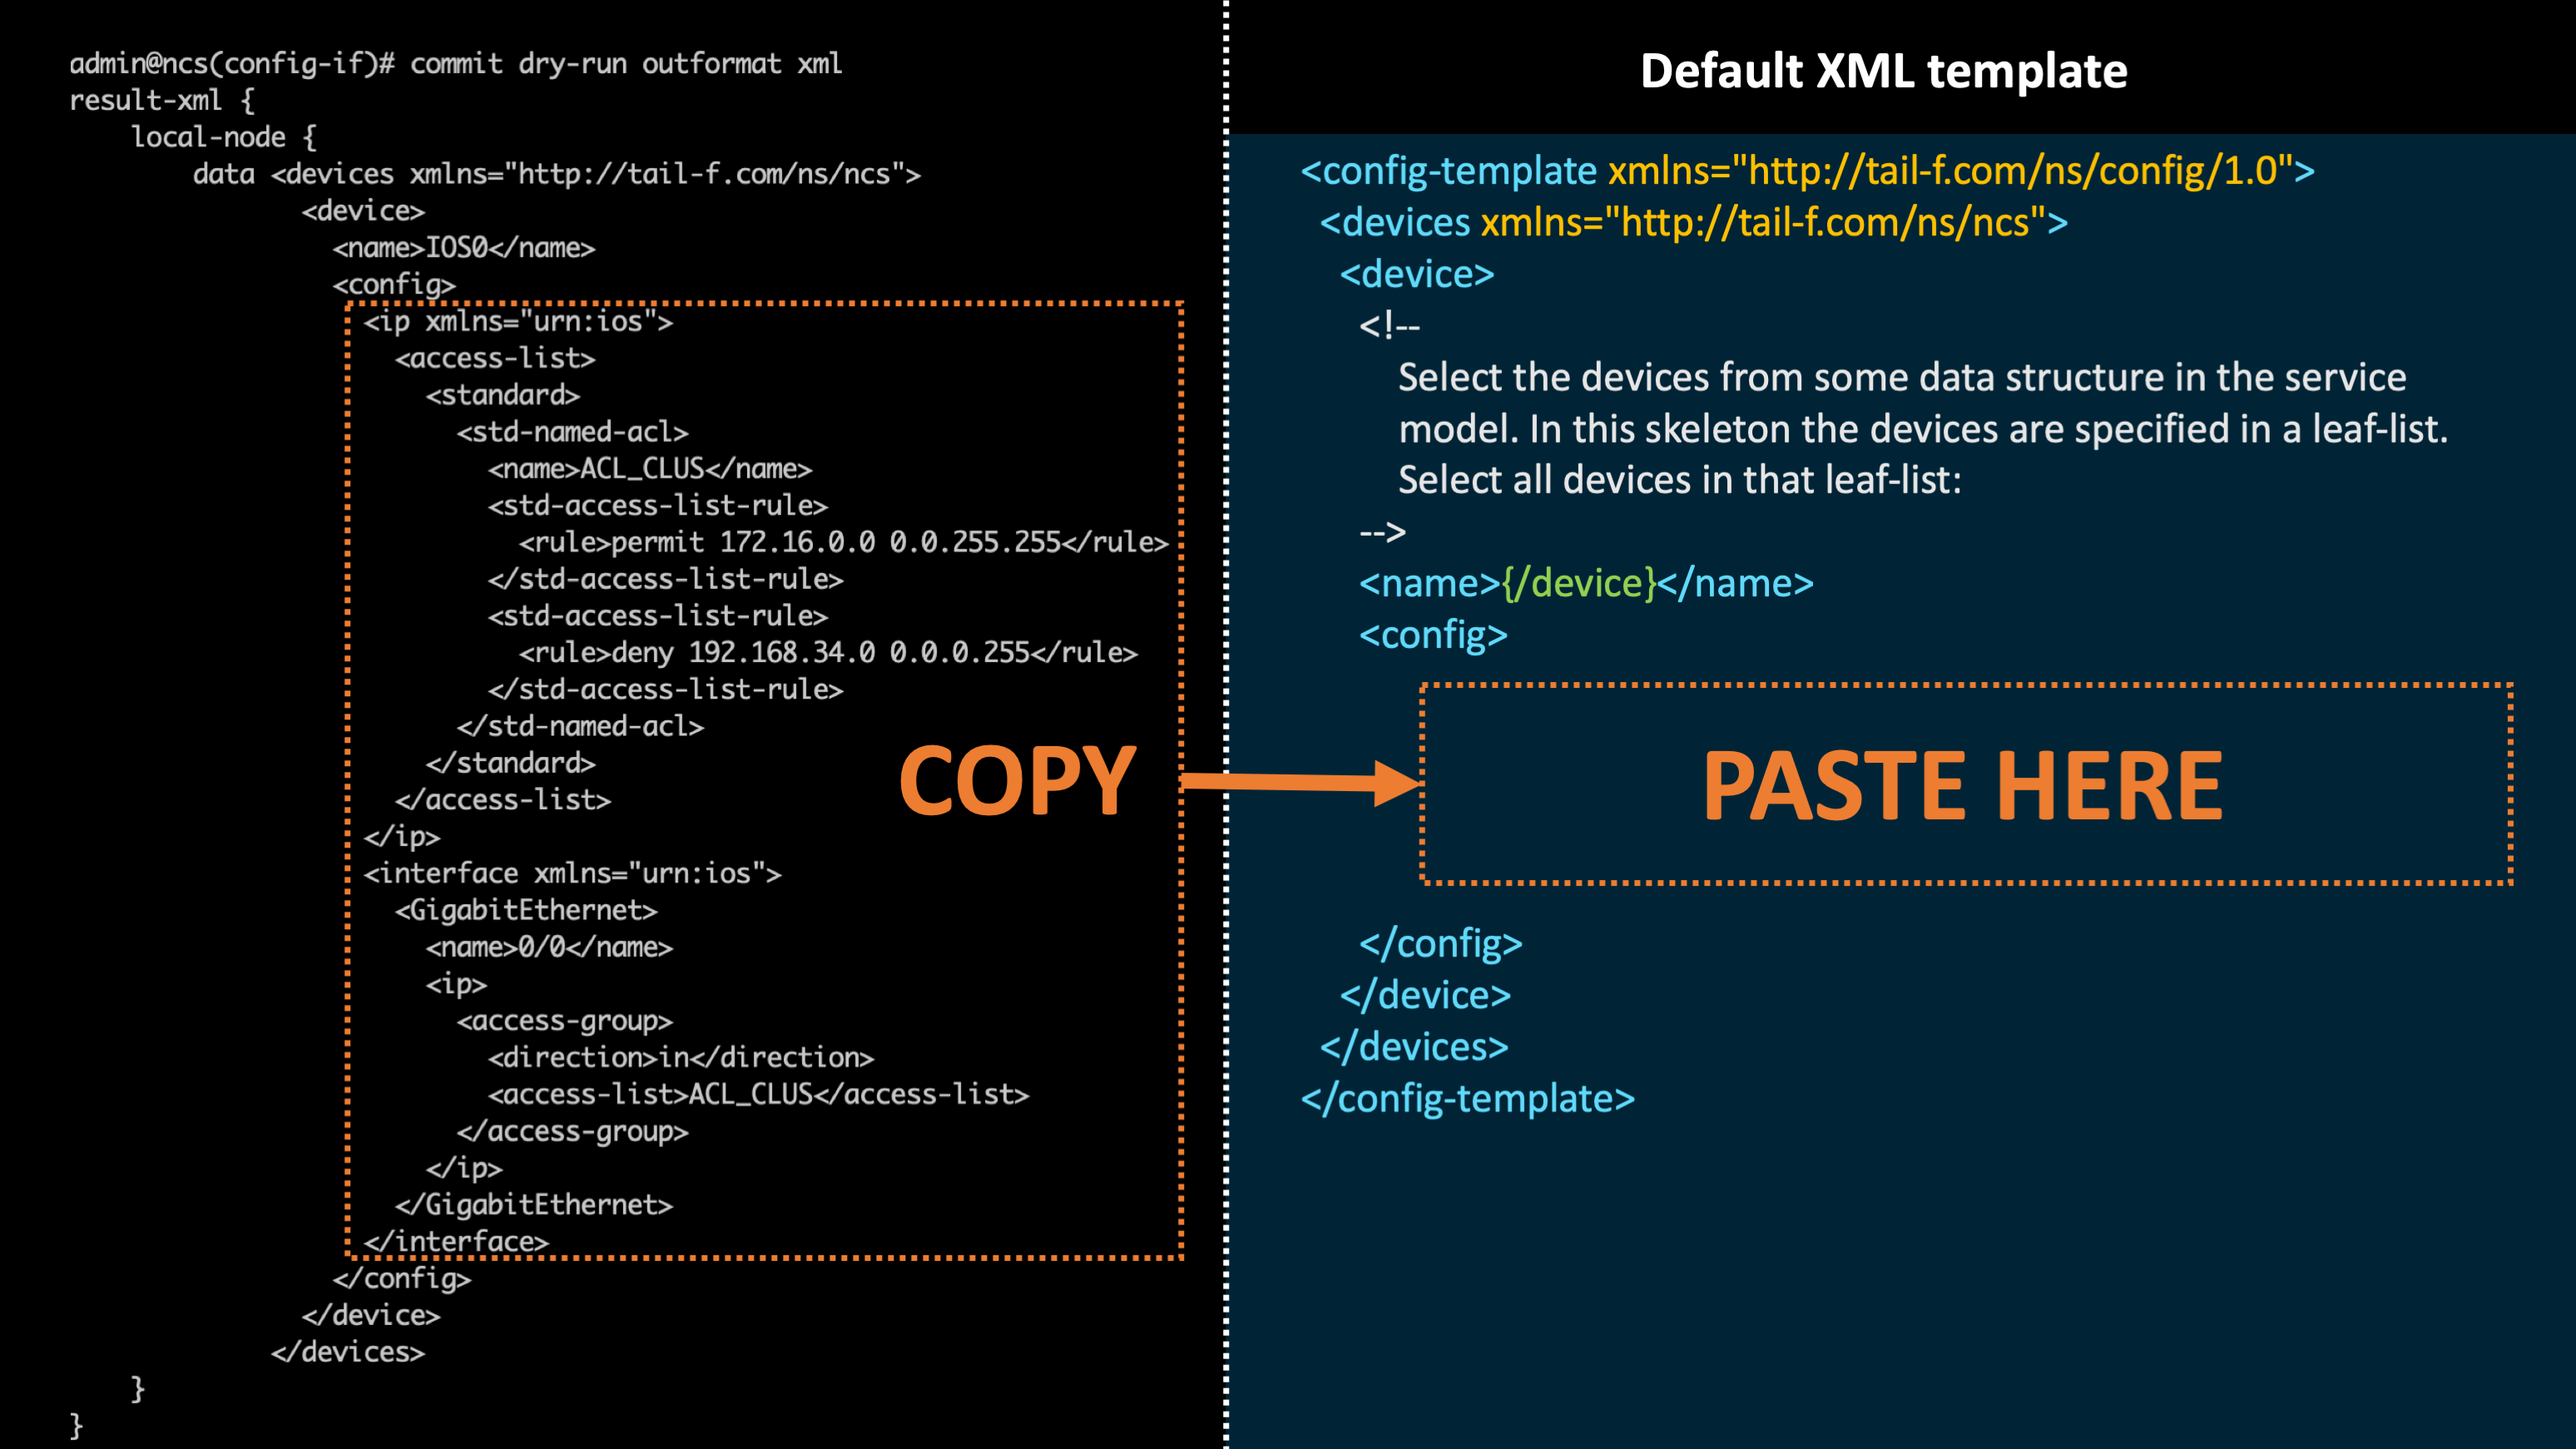 admin@ncs(config-if)# commit dry-run outformat xml
result-xml {
    local-node {
        data <devices xmlns="http://tail-f.com/ns/ncs">
               <device>
                 <name>IOS0</name>
                 <config>
                   <ip xmlns="urn:ios">
                     <access-list>
                       <standard>
                         <std-named-acl>
                           <name>ACL_CLUS</name>
                           <std-access-list-rule>
                             <rule>permit 172.16.0.0 0.0.255.255</rule>
                           </std-access-list-rule>
                           <std-access-list-rule>
                             <rule>deny 192.168.34.0 0.0.0.255</rule>
                           </std-access-list-rule>
                         </std-named-acl>
                       </standard>
                     </access-list>
                   </ip>
                   <interface xmlns="urn:ios">
                     <GigabitEthernet>
                       <name>0/0</name>
                       <ip>
                         <access-group>
                           <direction>in</direction>
                           <access-list>ACL_CLUS</access-list>
                         </access-group>
                       </ip>
                     </GigabitEthernet>
                   </interface>
                 </config>
               </device>
             </devices>
    }
}
COPY
Default XML template
<config-template xmlns="http://tail-f.com/ns/config/1.0">
 <devices xmlns="http://tail-f.com/ns/ncs">
  <device>
   <!--
     Select the devices from some data structure in the service
     model. In this skeleton the devices are specified in a leaf-list.
     Select all devices in that leaf-list:
   -->
   <name>{/device}</name>
   <config>
PASTE HERE
   </config>
  </device>
 </devices>
</config-template>